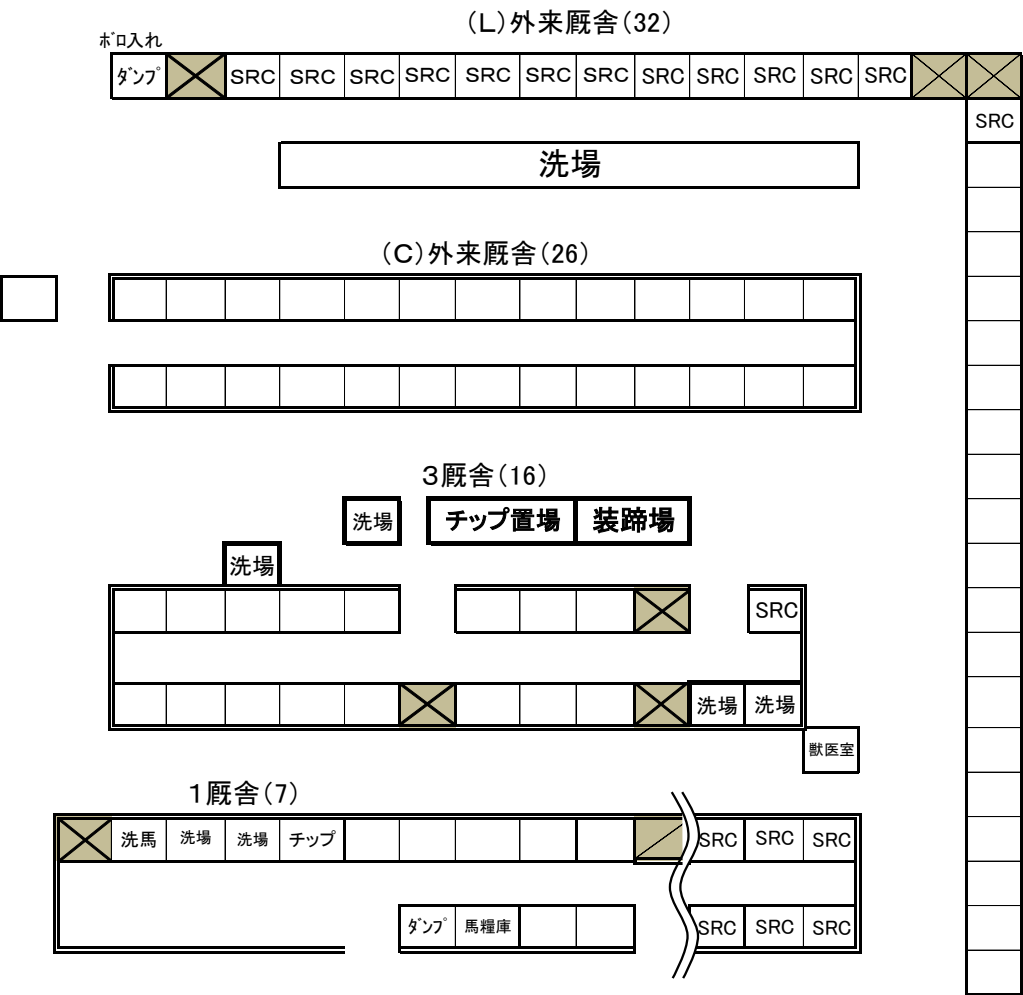 (L)外来厩舎(32)
ﾎﾞﾛ入れ
ﾀﾞﾝﾌﾟ SRC SRC SRC SRC SRC SRC SRC SRC SRC SRC SRC SRC
SRC
洗場
(C)外来厩舎(26)
3厩舎(16)
洗場 チップ置場 装蹄場
洗場
SRC
洗場 洗場
獣医室
1厩舎(7)
洗馬 洗場 洗場 チップ SRC SRC SRC
ﾀﾞﾝﾌﾟ 馬糧庫 SRC SRC SRC